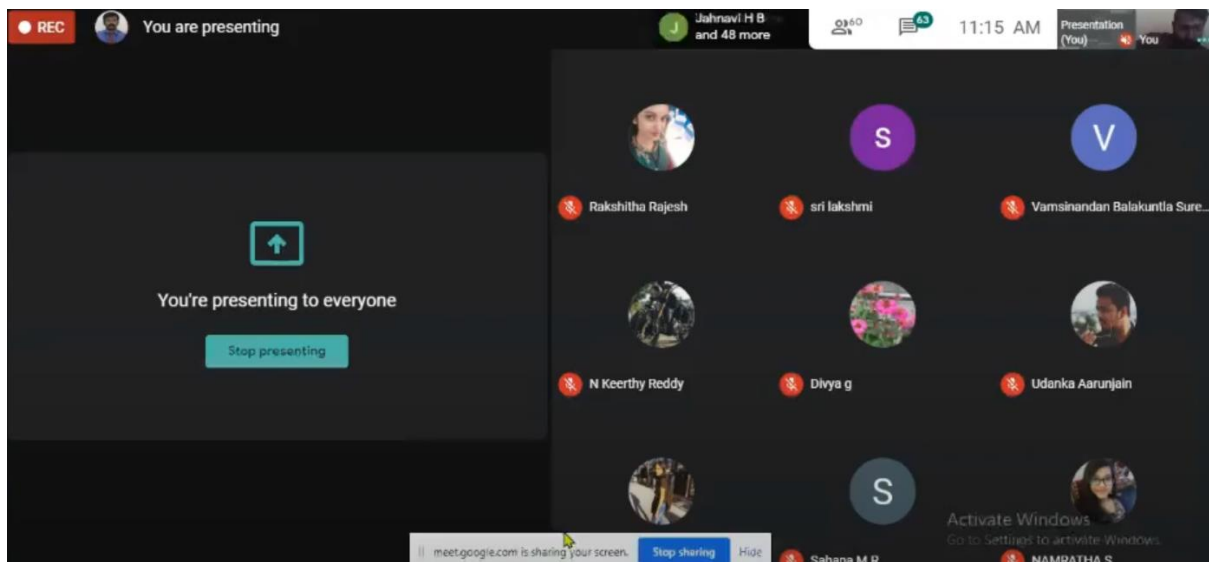 REC
You are presenting
J
Jahnavi H B
and 48 more
60
63
11:15 AM
Presentation
(You)
You
S
V
Rakshitha Rajesh
sri lakshmi
Vamsinandan Balakuntla Sure...
You're presenting to everyone
Stop presenting
N Keerthy Reddy
Divya g
Udanka Aarunjain
S
Activate Windows
Go to Settings to activate Windows.
meet.google.com is sharing your screen.
Stop sharing
Hide
Sahana M R
NAMRATHA S